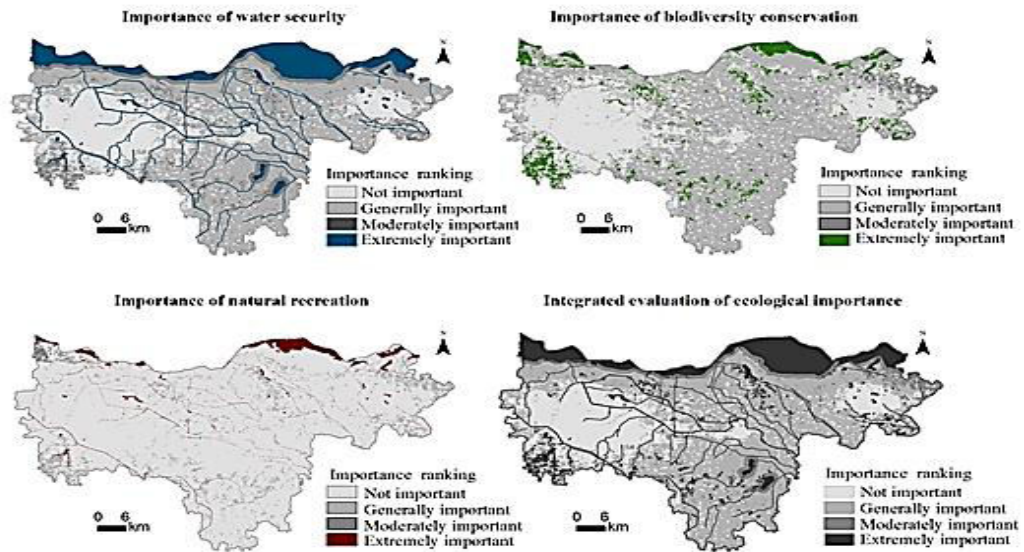 Importance of water security
N
Importance ranking
Not important
Generally important
Moderately important
Extremely important
0 6
km
Importance of biodiversity conservation
N
Importance ranking
Not important
Generally important
Moderately important
Extremely important
0 6
km
Importance of natural recreation
N
Importance ranking
Not important
Generally important
Moderately important
Extremely important
0 6
km
Integrated evaluation of ecological importance
N
Importance ranking
Not important
Generally important
Moderately important
Extremely important
0 6
km